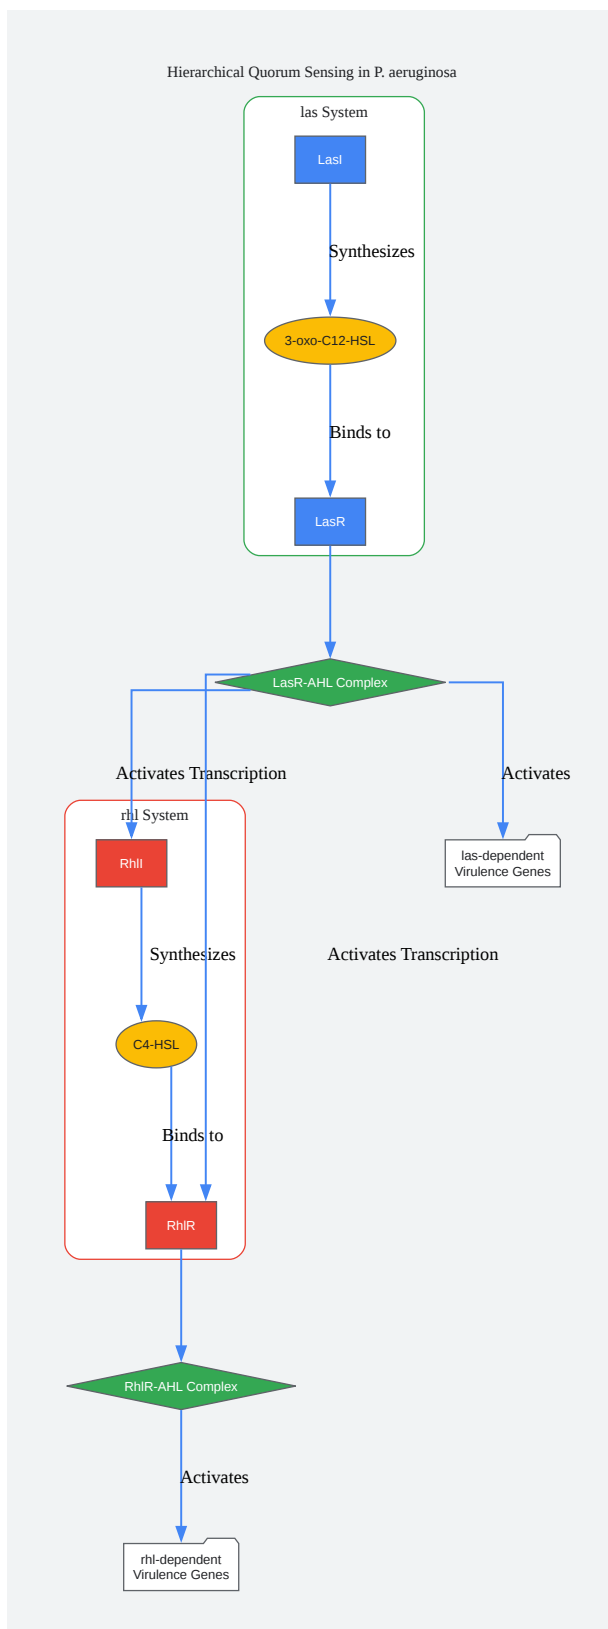 Hierarchical Quorum Sensing in P. aeruginosa
las System
LasI
Synthesizes
3-oxo-C12-HSL
Binds to
LasR
LasR-AHL Complex
Activates Transcription
Activates
rhl System
RhlI
las-dependent
Virulence Genes
Synthesizes
Activates Transcription
C4-HSL
Binds to
RhlR
RhlR-AHL Complex
Activates
rhl-dependent
Virulence Genes